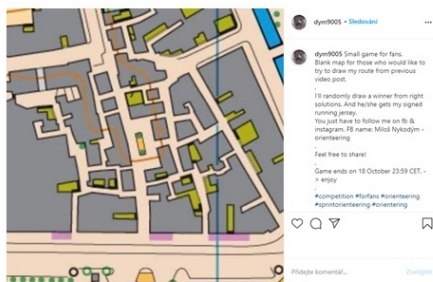 dym9005 • Sledování
dym9005 Small game for fans.
Blank map for those who would like
to try to draw my route from previous
video post.
.
I'll randomly draw a winner from right
solutions. And he/she gets my signed
running jersey.
You just have to follow me on fb &
instagram. FB name: Miloš Nykodým -
orienteering
.
Feel free to share!
.
Game ends on 18 October 23:59 CET. -
> enjoy
.
#competition #forfans #orienteering
#sprintorienteering #orientering
Přidejte komentář...
Zveřejnit